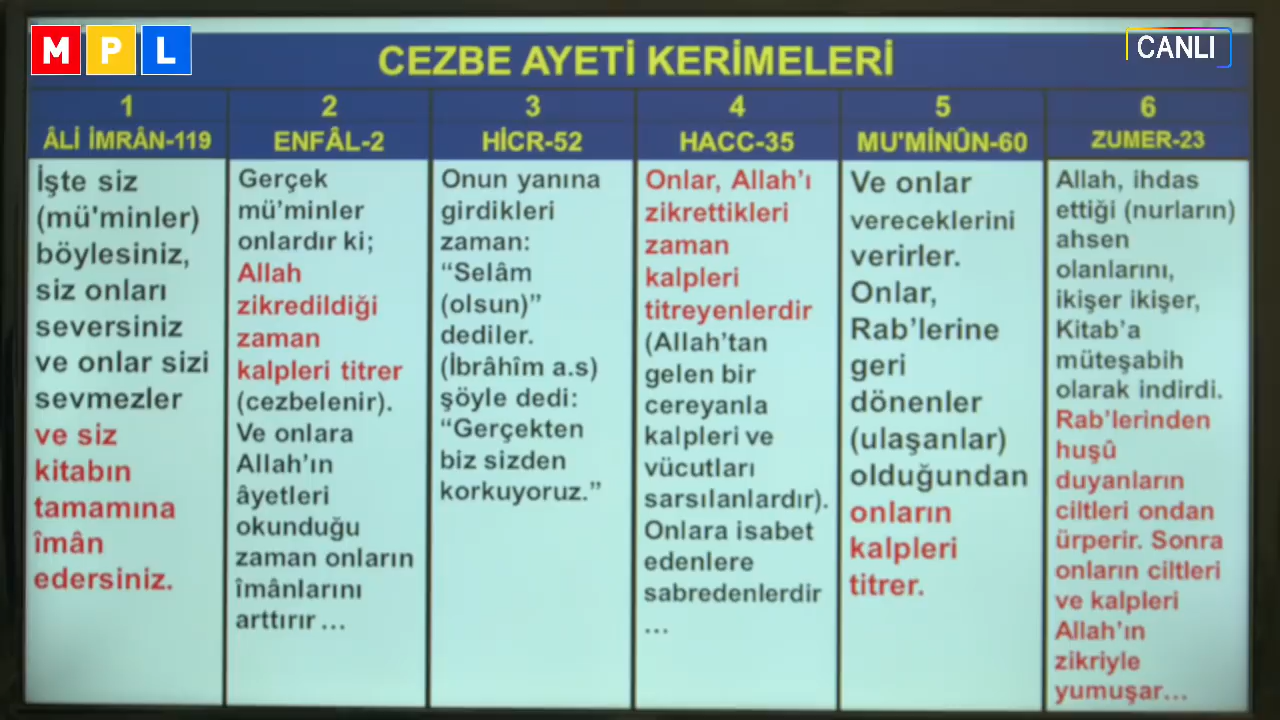 MPL
CANLI
CEZBE AYETİ KERİMELERİ
1
ÂLİ İMRÂN-119
İşte siz
(mü'minler)
böylesiniz,
siz onları
seversiniz
ve onlar sizi
sevmezler
ve siz
kitabın
tamamına
îmân
edersiniz.
2
ENFÂL-2
Gerçek
mü’minler
onlardır ki;
Allah
zikredildiği
zaman
kalpleri titrer
(cezbelenir).
Ve onlara
Allah’ın
âyetleri
okunduğu
zaman onların
îmânlarını
arttırır ...
3
HİCR-52
Onun yanına
girdikleri
zaman:
“Selâm
(olsun)”
dediler.
(İbrâhîm a.s)
şöyle dedi:
“Gerçekten
biz sizden
korkuyoruz.”
4
HACC-35
Onlar, Allah’ı
zikrettikleri
zaman
kalpleri
titreyenlerdir
(Allah’tan
gelen bir
cereyanla
kalpleri ve
vücutları
sarsılanlardır).
Onlara isabet
edenlere
sabredenlerdir
...
5
MU'MİNÛN-60
Ve onlar
vereceklerini
verirler.
Onlar,
Rab’lerine
geri
dönenler
(ulaşanlar)
olduğundan
onların
kalpleri
titrer.
6
ZUMER-23
Allah, ihdas
ettiği (nurların)
ahsen
olanlarını,
ikişer ikişer,
Kitab’a
müteşabih
olarak indirdi.
Rab’lerinden
huşû
duyanların
ciltleri ondan
ürperir. Sonra
onların ciltleri
ve kalpleri
Allah’ın
zikriyle
yumuşar...